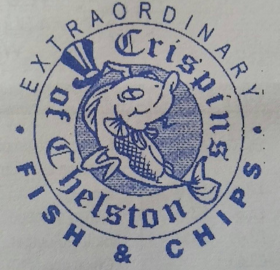 EXTRAORDINARY
Crispins
of
Chelston
• FISH & CHIPS •